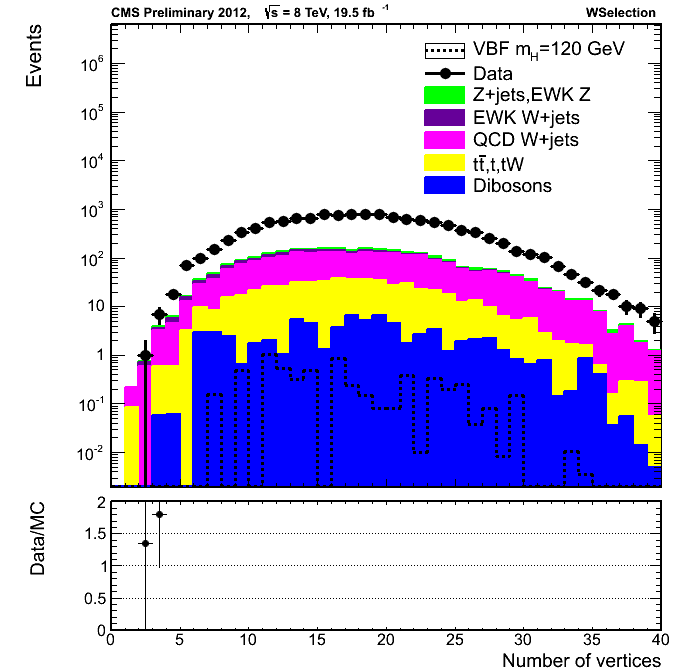 CMS Preliminary 2012, √s = 8 TeV, 19.5 fb⁻¹ WSelection
Events
VBF m_H=120 GeV
Data
Z+jets,EWK Z
EWK W+jets
QCD W+jets
tt̄,t,tW
Dibosons
10⁶
10⁵
10⁴
10³
10²
10
1
10⁻¹
10⁻²
Data/MC
2
1.5
1
0.5
0
0 5 10 15 20 25 30 35 40
Number of vertices